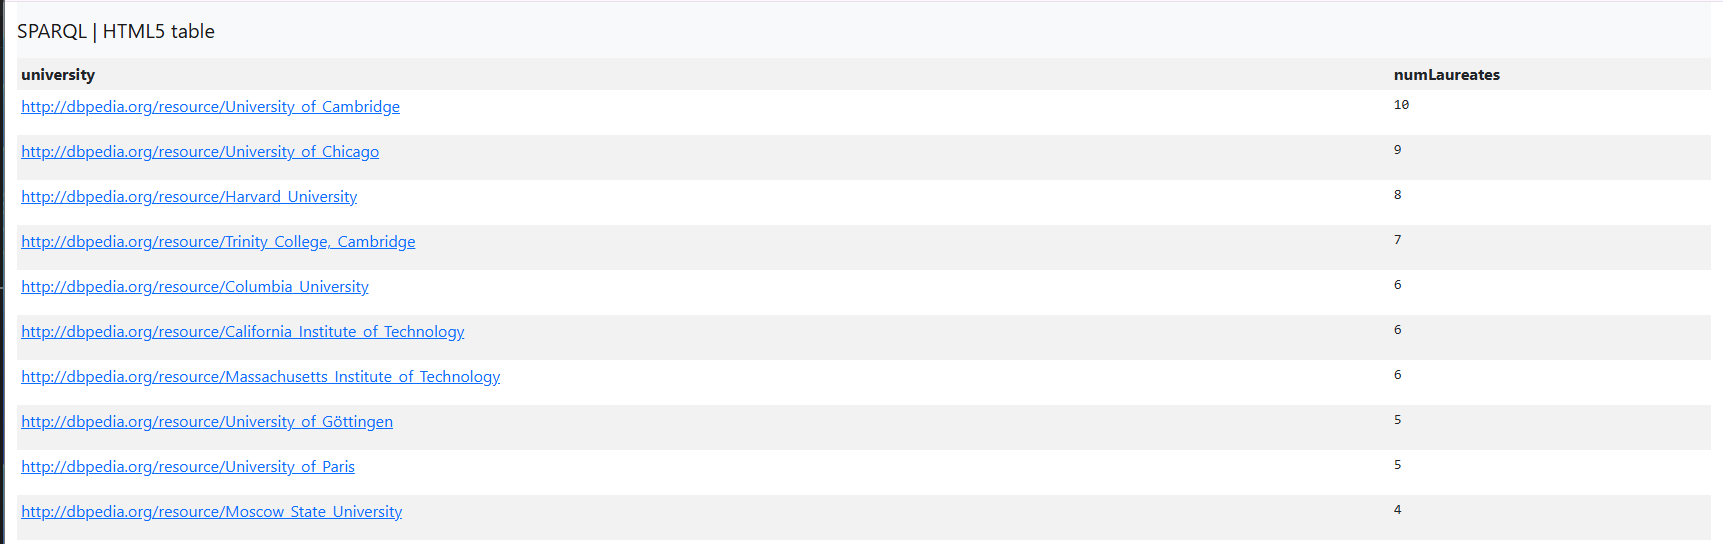 SPARQL | HTML5 table
university numLaureates
http://dbpedia.org/resource/University_of_Cambridge 10
http://dbpedia.org/resource/University_of_Chicago 9
http://dbpedia.org/resource/Harvard_University 8
http://dbpedia.org/resource/Trinity_College,_Cambridge 7
http://dbpedia.org/resource/Columbia_University 6
http://dbpedia.org/resource/California_Institute_of_Technology 6
http://dbpedia.org/resource/Massachusetts_Institute_of_Technology 6
http://dbpedia.org/resource/University_of_Göttingen 5
http://dbpedia.org/resource/University_of_Paris 5
http://dbpedia.org/resource/Moscow_State_University 4